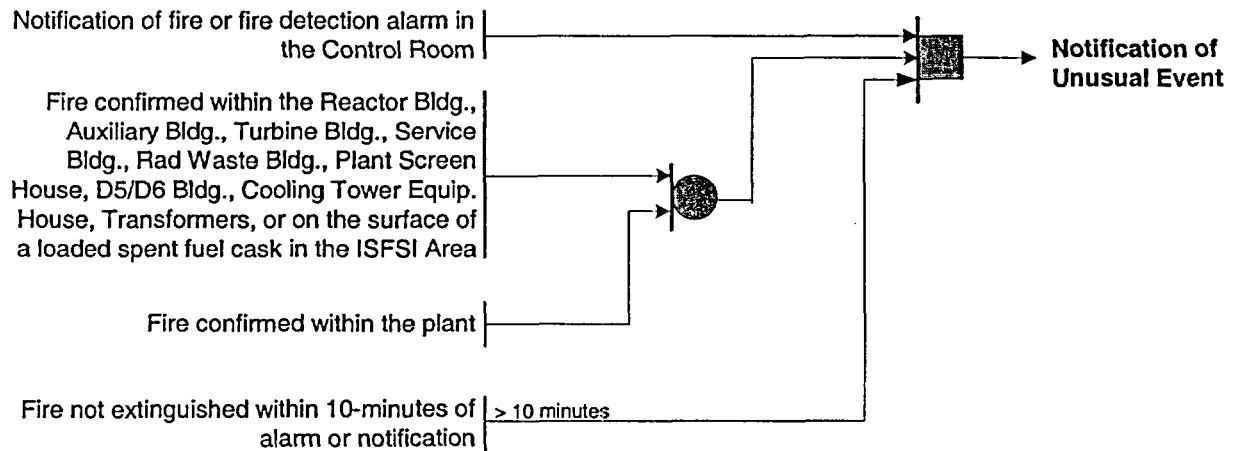 Notification of fire or fire detection alarm in
the Control Room
Notification of
Unusual Event
Fire confirmed within the Reactor Bldg.,
Auxiliary Bldg., Turbine Bldg., Service
Bldg., Rad Waste Bldg., Plant Screen
House, D5/D6 Bldg., Cooling Tower Equip.
House, Transformers, or on the surface of
a loaded spent fuel cask in the ISFSI Area
Fire confirmed within the plant
Fire not extinguished within 10-minutes of
alarm or notification
> 10 minutes